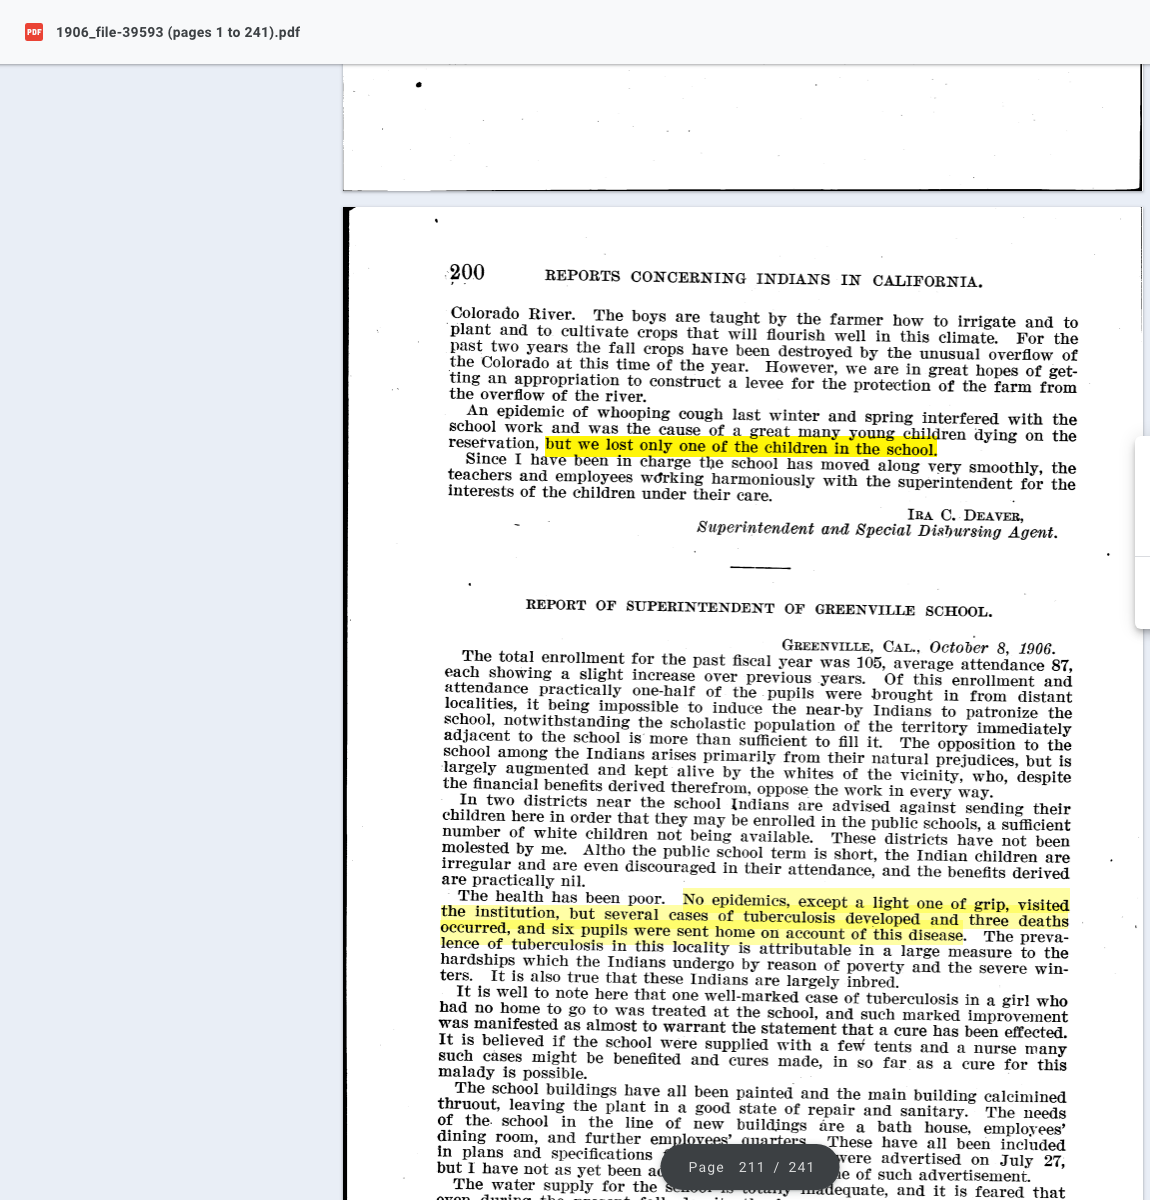 PDF 1906_file-39593 (pages 1 to 241).pdf
200 REPORTS CONCERNING INDIANS IN CALIFORNIA.
Colorado River. The boys are taught by the farmer how to irrigate and to
plant and to cultivate crops that will flourish well in this climate. For the
past two years the fall crops have been destroyed by the unusual overflow of
the Colorado at this time of the year. However, we are in great hopes of get-
ting an appropriation to construct a levee for the protection of the farm from
the overflow of the river.
An epidemic of whooping cough last winter and spring interfered with the
school work and was the cause of a great many young children dying on the
reservation, but we lost only one of the children in the school.
Since I have been in charge the school has moved along very smoothly, the
teachers and employees working harmoniously with the superintendent for the
interests of the children under their care.
IRA C. DEAVER,
Superintendent and Special Disbursing Agent.
REPORT OF SUPERINTENDENT OF GREENVILLE SCHOOL.
GREENVILLE, CAL., October 8, 1906.
The total enrollment for the past fiscal year was 105, average attendance 87,
each showing a slight increase over previous years. Of this enrollment and
attendance practically one-half of the pupils were brought in from distant
localities, it being impossible to induce the near-by Indians to patronize the
school, notwithstanding the scholastic population of the territory immediately
adjacent to the school is more than sufficient to fill it. The opposition to the
school among the Indians arises primarily from their natural prejudices, but is
largely augmented and kept alive by the whites of the vicinity, who, despite
the financial benefits derived therefrom, oppose the work in every way.
In two districts near the school Indians are advised against sending their
children here in order that they may be enrolled in the public schools, a sufficient
number of white children not being available. These districts have not been
molested by me. Altho the public school term is short, the Indian children are
irregular and are even discouraged in their attendance, and the benefits derived
are practically nil.
The health has been poor. No epidemics, except a light one of grip, visited
the institution, but several cases of tuberculosis developed and three deaths
occurred, and six pupils were sent home on account of this disease. The preva-
lence of tuberculosis in this locality is attributable in a large measure to the
hardships which the Indians undergo by reason of poverty and the severe win-
ters. It is also true that these Indians are largely inbred.
It is well to note here that one well-marked case of tuberculosis in a girl who
had no home to go to was treated at the school, and such marked improvement
was manifested as almost to warrant the statement that a cure has been effected.
It is believed if the school were supplied with a few tents and a nurse many
such cases might be benefited and cures made, in so far as a cure for this
malady is possible.
The school buildings have all been painted and the main building calcimined
thruout, leaving the plant in a good state of repair and sanitary. The needs
of the school in the line of new buildings are a bath house, employees'
dining room, and further employees' quarters. These have all been included
in plans and specifications were advertised on July 27,
but I have not as yet been of such advertisement.
The water supply for the school is totally inadequate, and it is feared that
Page 211 / 241